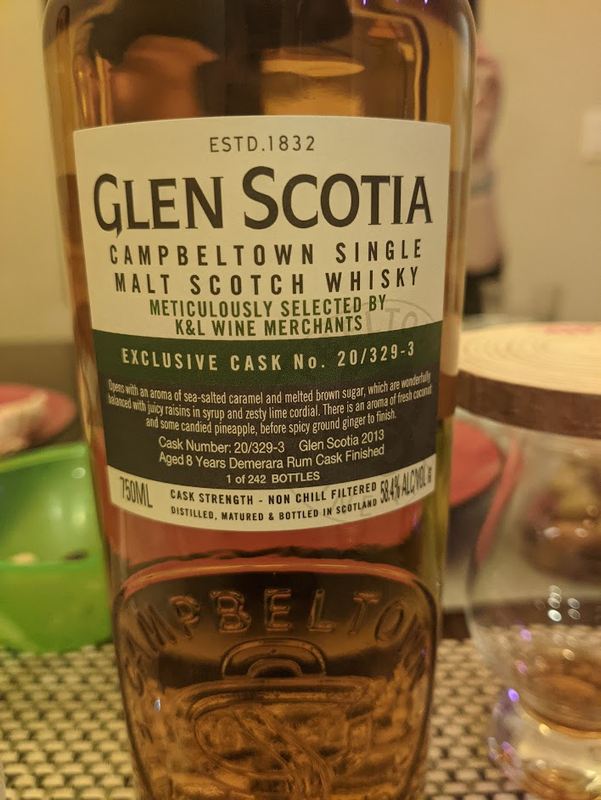 ESTD.1832
GLEN SCOTIA
CAMPBELTOWN SINGLE
MALT SCOTCH WHISKY
METICULOUSLY SELECTED BY
K&L WINE MERCHANTS
EXCLUSIVE CASK No. 20/329-3
Opens with an aroma of sea-salted caramel and melted brown sugar, which are wonderfully
balanced with juicy raisins in syrup and zesty lime cordial. There is an aroma of fresh coconut
and some candied pineapple, before spicy ground ginger to finish.
Cask Number: 20/329-3 Glen Scotia 2013
Aged 8 Years Demerara Rum Cask Finished
1 of 242 BOTTLES
750ML CASK STRENGTH - NON CHILL FILTERED 58.4% ALC/VOL
DISTILLED, MATURED & BOTTLED IN SCOTLAND
CAMPBELTOW